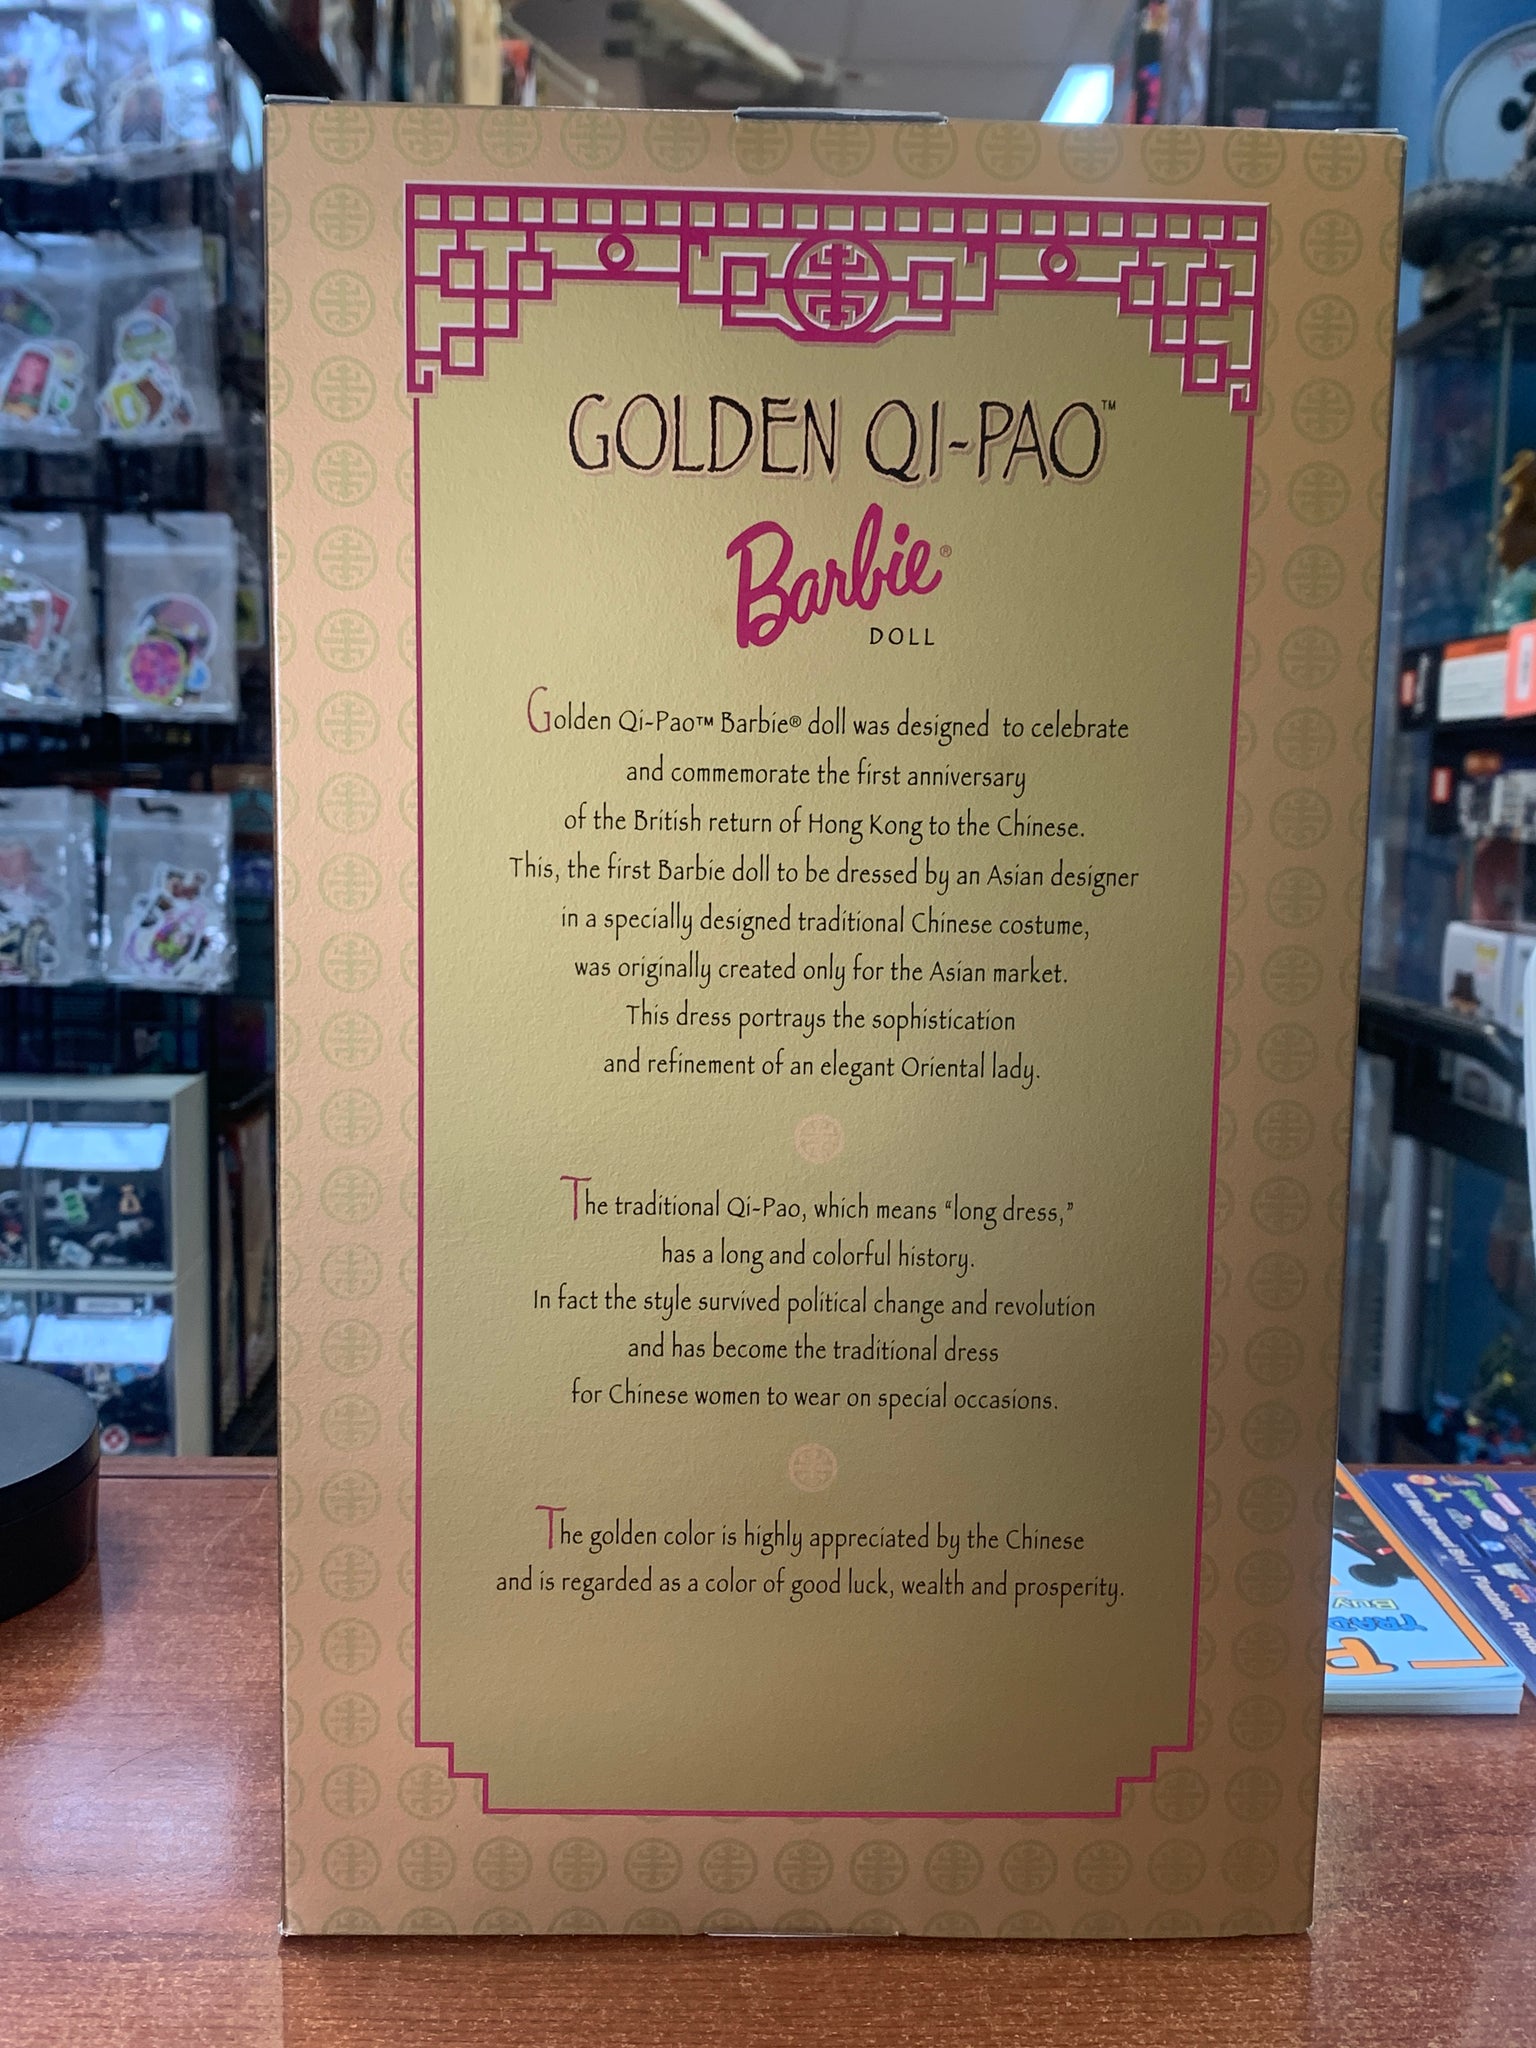 GOLDEN QI-PAO™
Barbie®
DOLL
Golden Qi-Pao™ Barbie® doll was designed to celebrate
and commemorate the first anniversary
of the British return of Hong Kong to the Chinese.
This, the first Barbie doll to be dressed by an Asian designer
in a specially designed traditional Chinese costume,
was originally created only for the Asian market.
This dress portrays the sophistication
and refinement of an elegant Oriental lady.
The traditional Qi-Pao, which means “long dress,”
has a long and colorful history.
In fact the style survived political change and revolution
and has become the traditional dress
for Chinese women to wear on special occasions.
The golden color is highly appreciated by the Chinese
and is regarded as a color of good luck, wealth and prosperity.
Buy